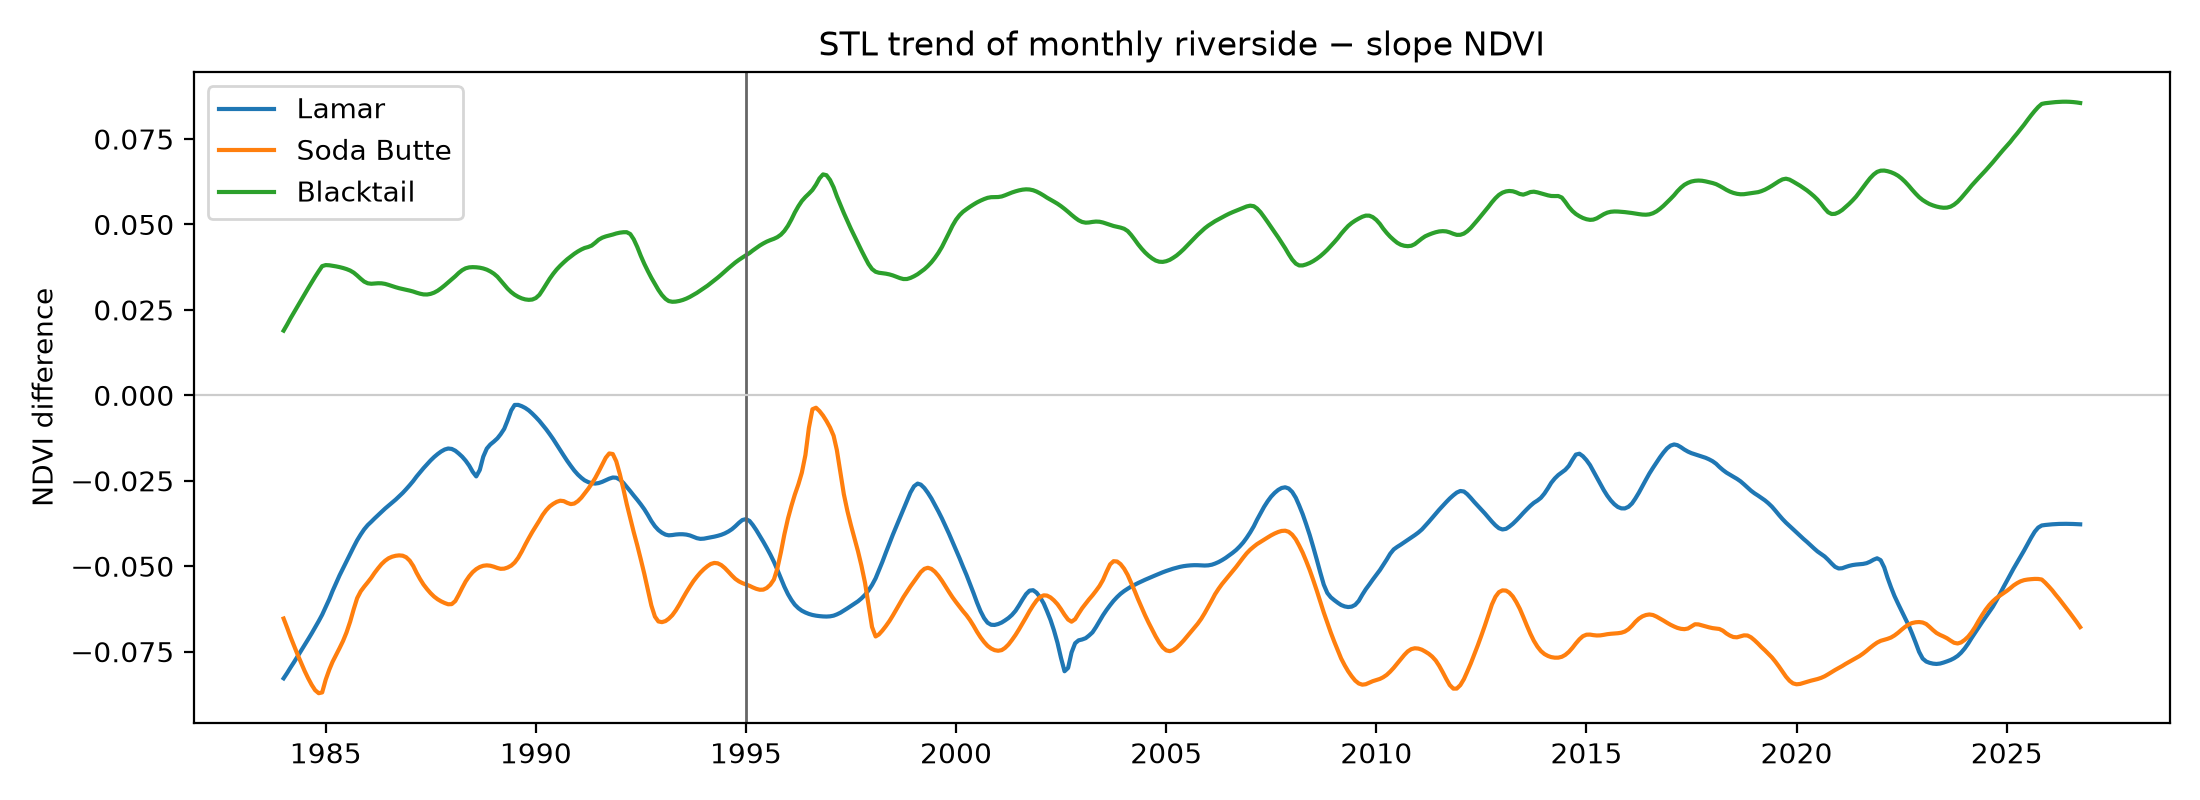 STL trend of monthly riverside − slope NDVI
Lamar
Soda Butte
Blacktail
NDVI difference
0.075
0.050
0.025
0.000
−0.025
−0.050
−0.075
1985 1990 1995 2000 2005 2010 2015 2020 2025